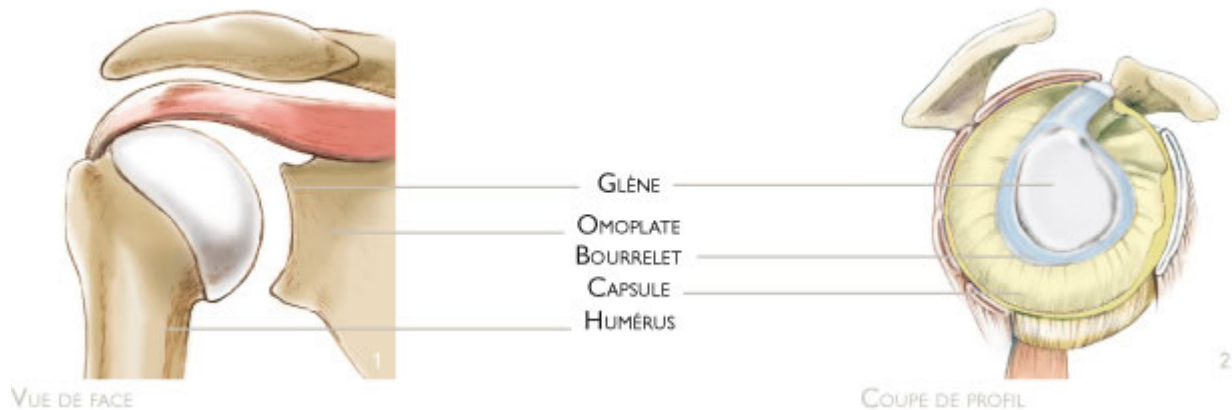 GLÈNE
OMOPLATE
BOURRELET
CAPSULE
HUMÉRUS
1
2
VUE DE FACE
COUPE DE PROFIL